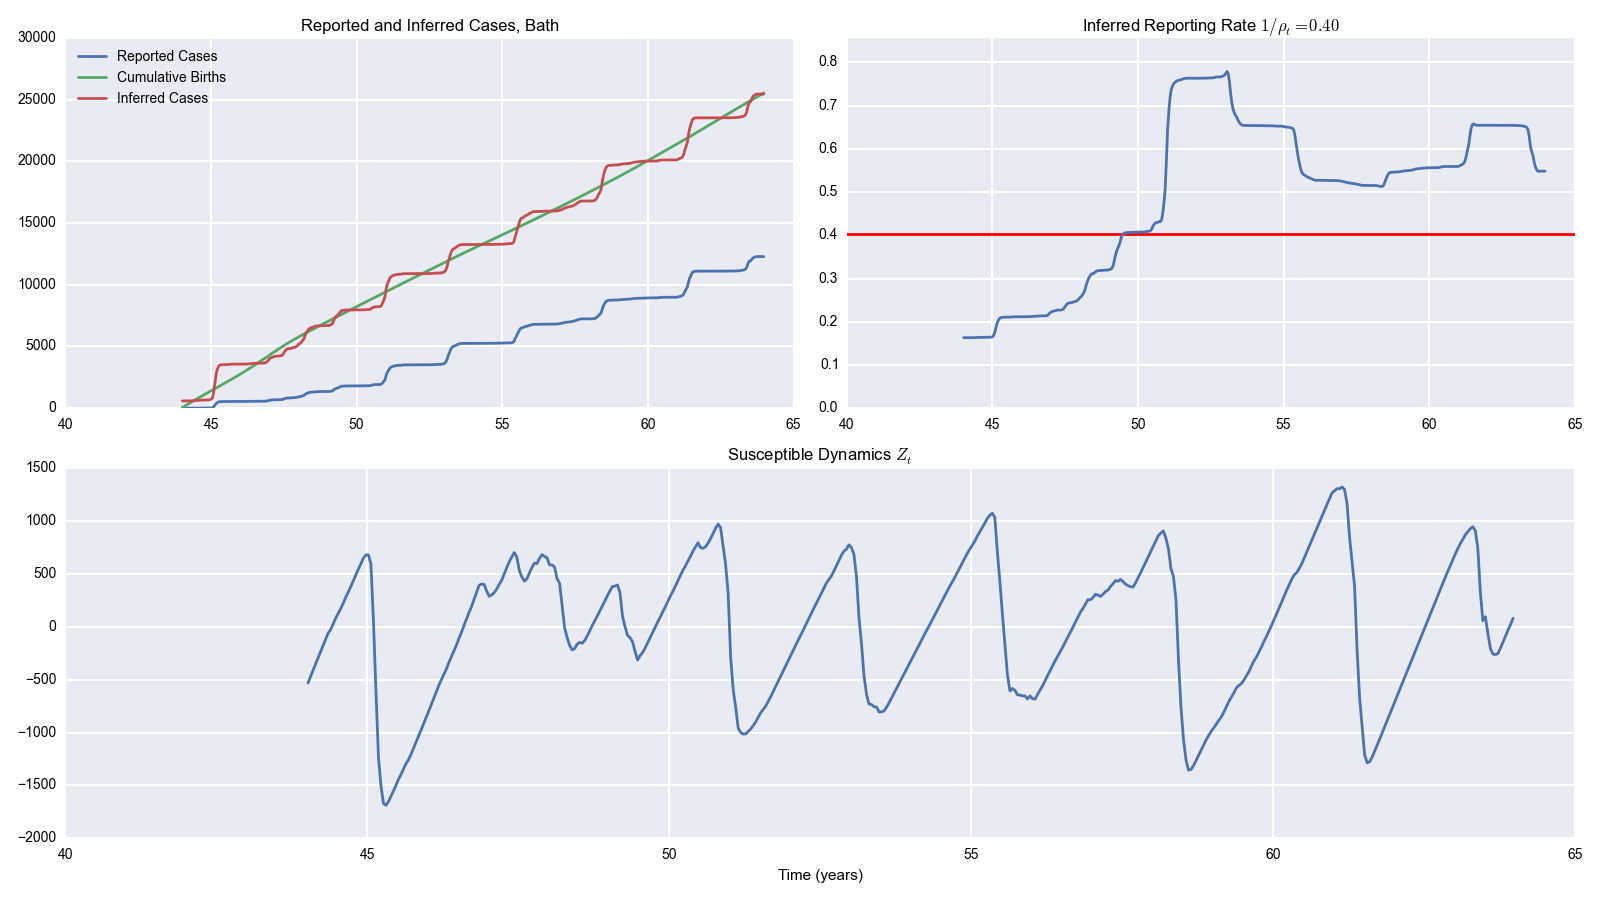 Reported and Inferred Cases, Bath
30000
25000
20000
15000
10000
5000
0
Reported Cases
Cumulative Births
Inferred Cases
40 45 50 55 60 65
Inferred Reporting Rate 1/ρt = 0.40
0.8
0.7
0.6
0.5
0.4
0.3
0.2
0.1
0.0
40 45 50 55 60 65
Susceptible Dynamics Zt
1500
1000
500
0
−500
−1000
−1500
−2000
40 45 50 55 60 65
Time (years)